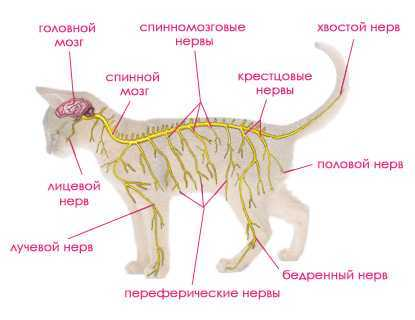 головной
мозг
спинномозговые
нервы
хвостой нерв
спинной
мозг
крестцовые
нервы
половой нерв
лицевой
нерв
лучевой нерв
бедренный нерв
переферические нервы